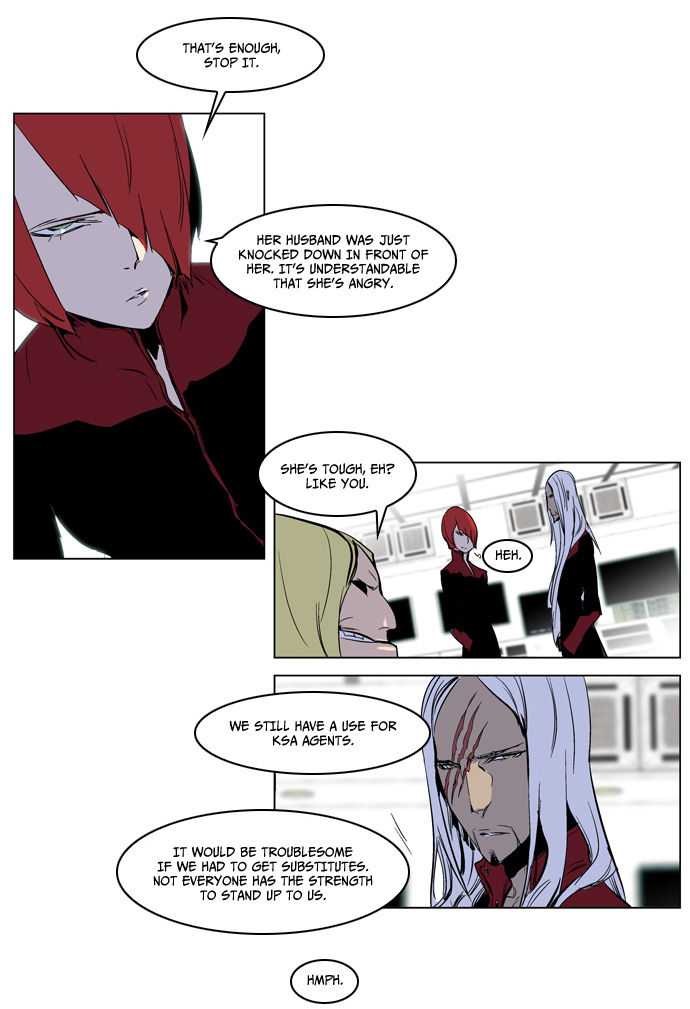 THAT'S ENOUGH,
STOP IT.
HER HUSBAND WAS JUST
KNOCKED DOWN IN FRONT OF
HER. IT'S UNDERSTANDABLE
THAT SHE'S ANGRY.
SHE'S TOUGH, EH?
LIKE YOU.
HEH.
WE STILL HAVE A USE FOR
KSA AGENTS.
IT WOULD BE TROUBLESOME
IF WE HAD TO GET SUBSTITUTES.
NOT EVERYONE HAS THE STRENGTH
TO STAND UP TO US.
HMPH.